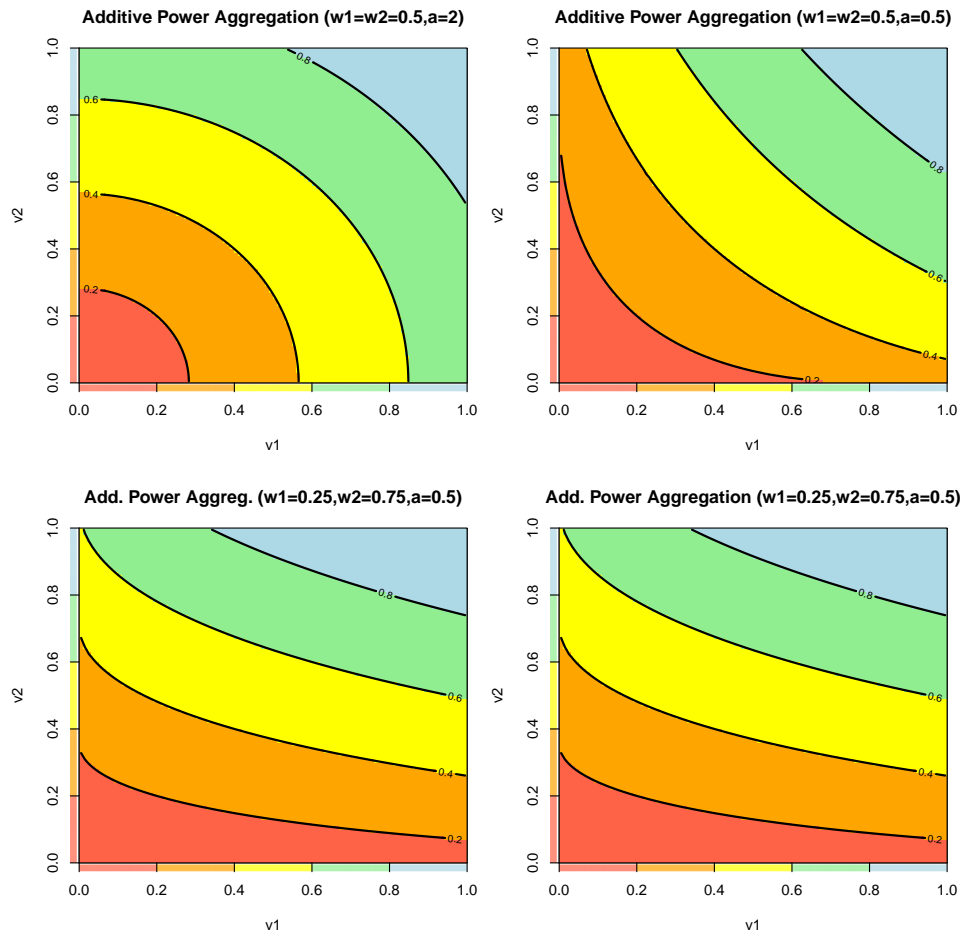 Additive Power Aggregation (w1=w2=0.5,a=2)
1.0
0.8
0.6
0.4
0.2
0.0
v2
0.8
0.6
0.4
0.2
0.0 0.2 0.4 0.6 0.8 1.0
v1
Additive Power Aggregation (w1=w2=0.5,a=0.5)
1.0
0.8
0.6
0.4
0.2
0.0
v2
0.8
0.6
0.4
0.2
0.0 0.2 0.4 0.6 0.8 1.0
v1
Add. Power Aggreg. (w1=0.25,w2=0.75,a=0.5)
1.0
0.8
0.6
0.4
0.2
0.0
v2
0.8
0.6
0.4
0.2
0.0 0.2 0.4 0.6 0.8 1.0
v1
Add. Power Aggregation (w1=0.25,w2=0.75,a=0.5)
1.0
0.8
0.6
0.4
0.2
0.0
v2
0.8
0.6
0.4
0.2
0.0 0.2 0.4 0.6 0.8 1.0
v1